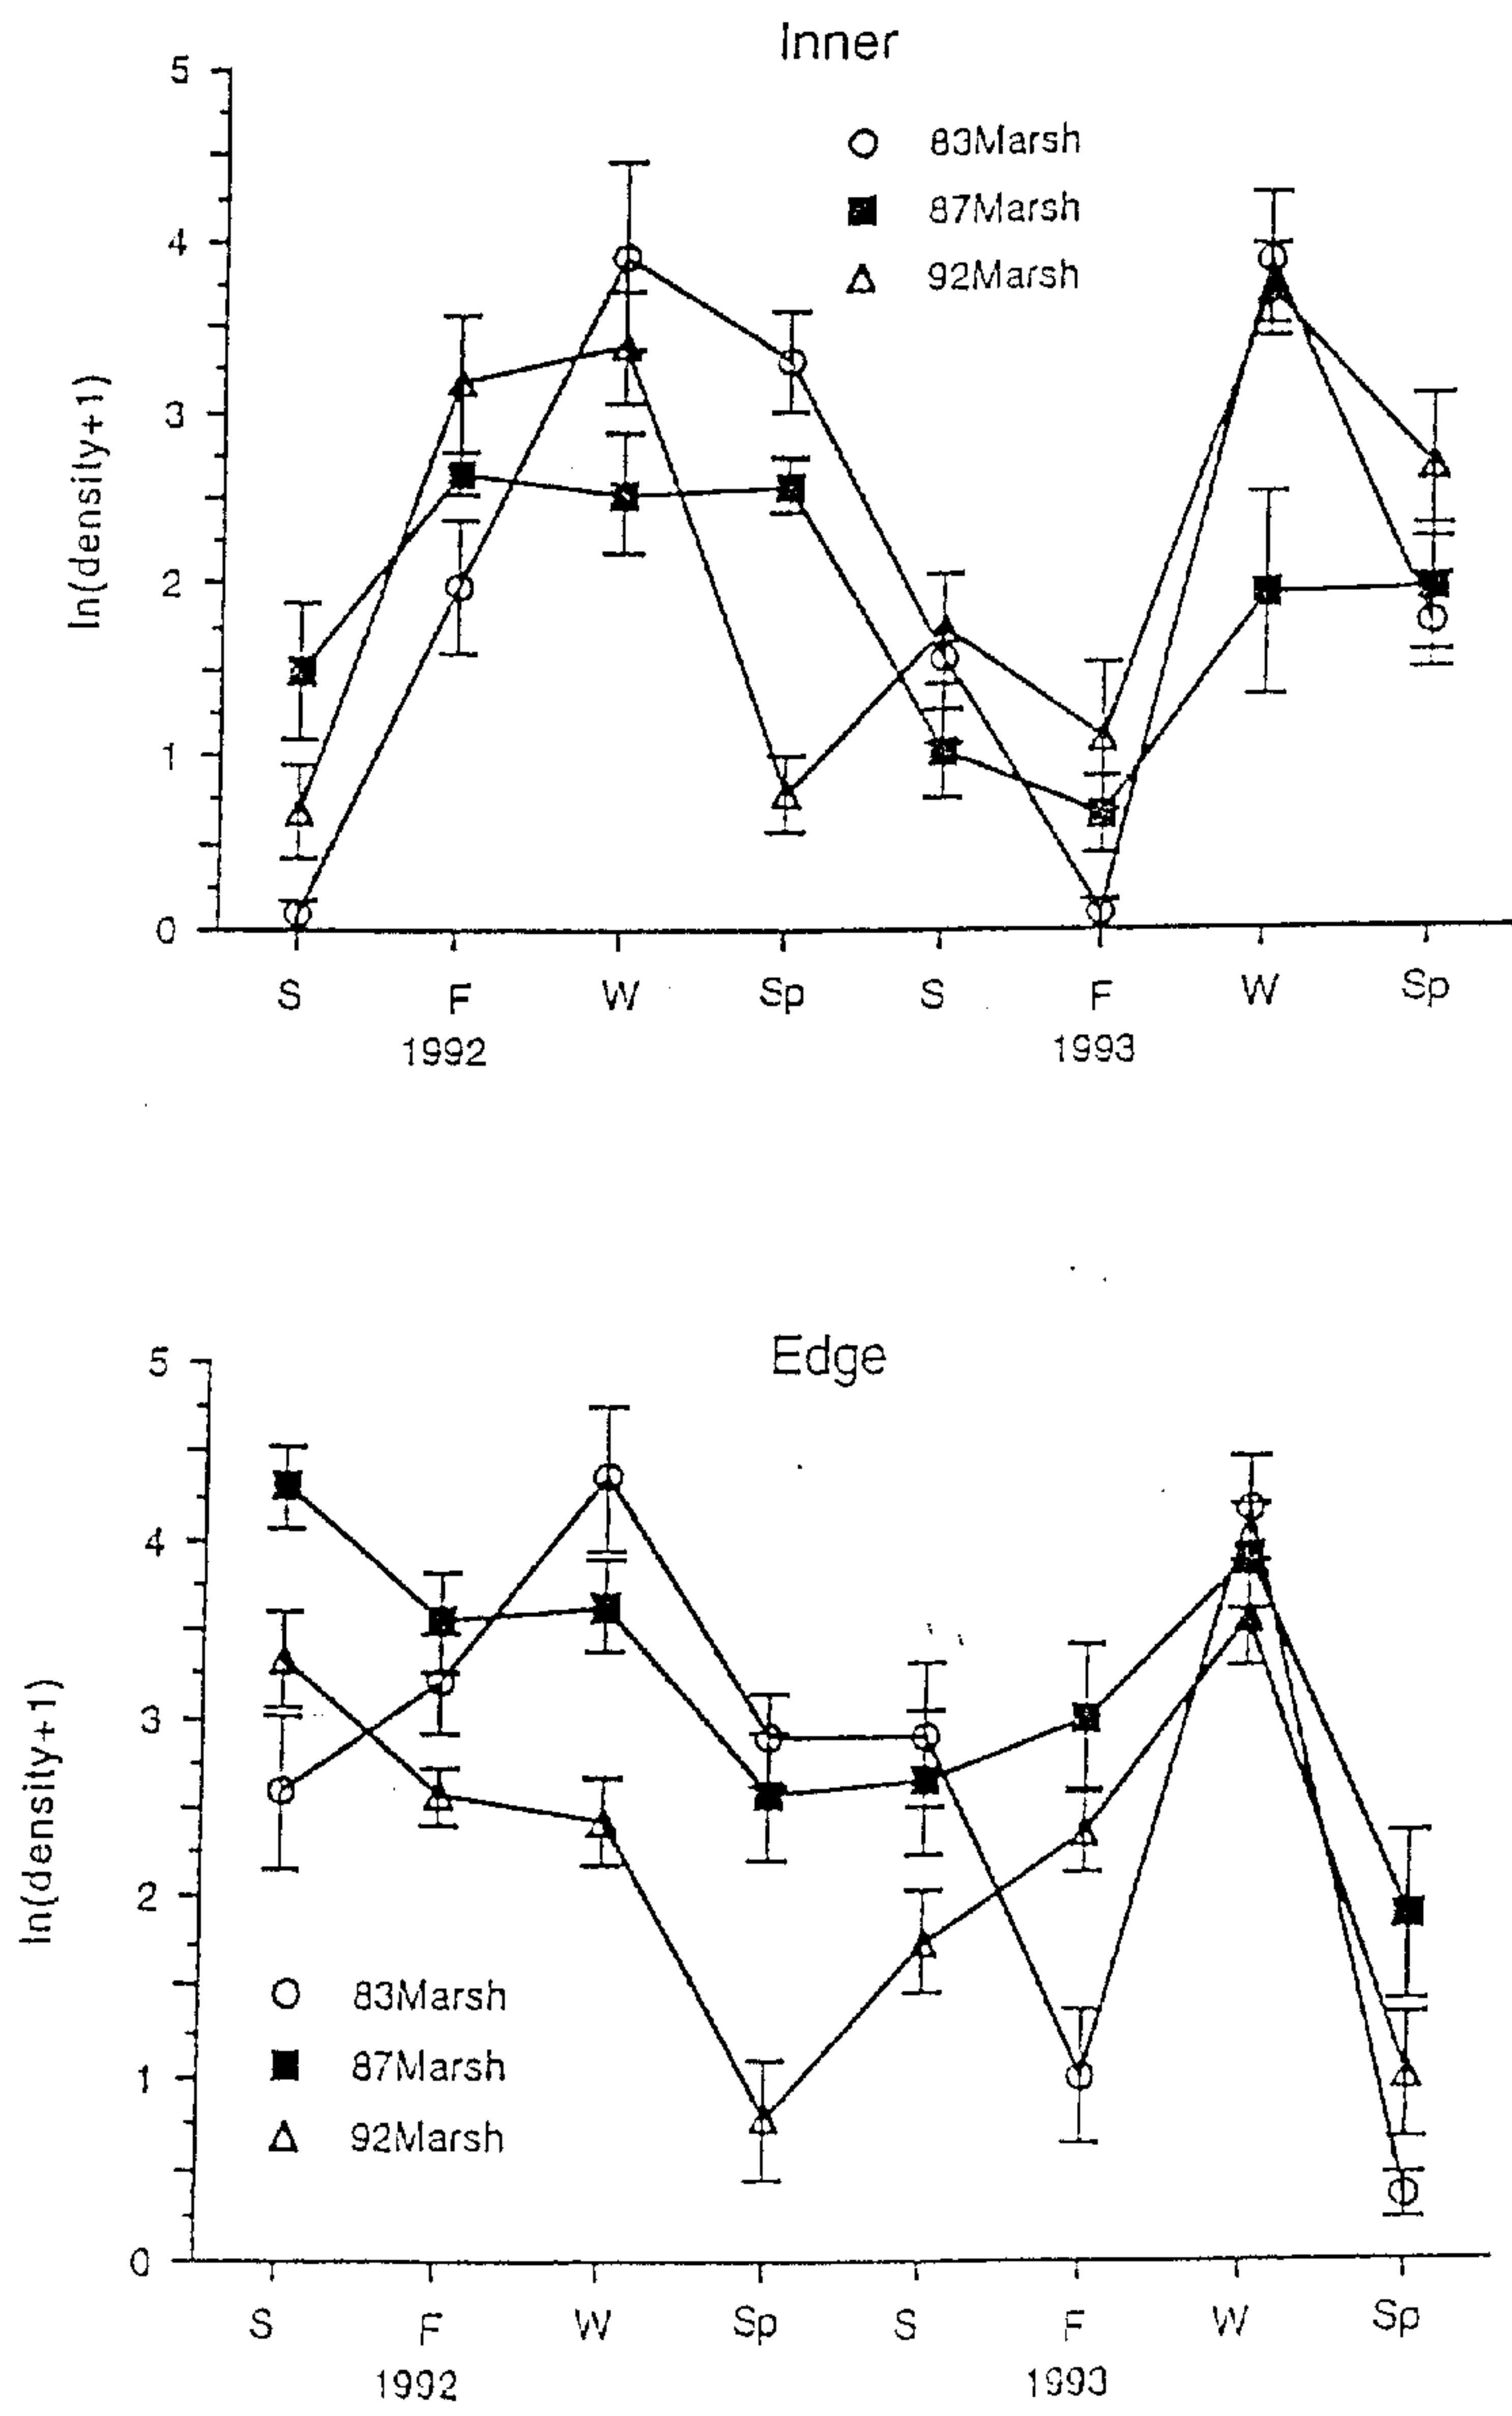 Inner
5
83Marsh
87Marsh
4
92Marsh
3
ln(density+1)
2
1
0
S F W Sp S F W Sp
1992 1993
Edge
5
4
3
ln(density+1)
2
83Marsh
87Marsh
1
92Marsh
0
S F W Sp S F W Sp
1992 1993